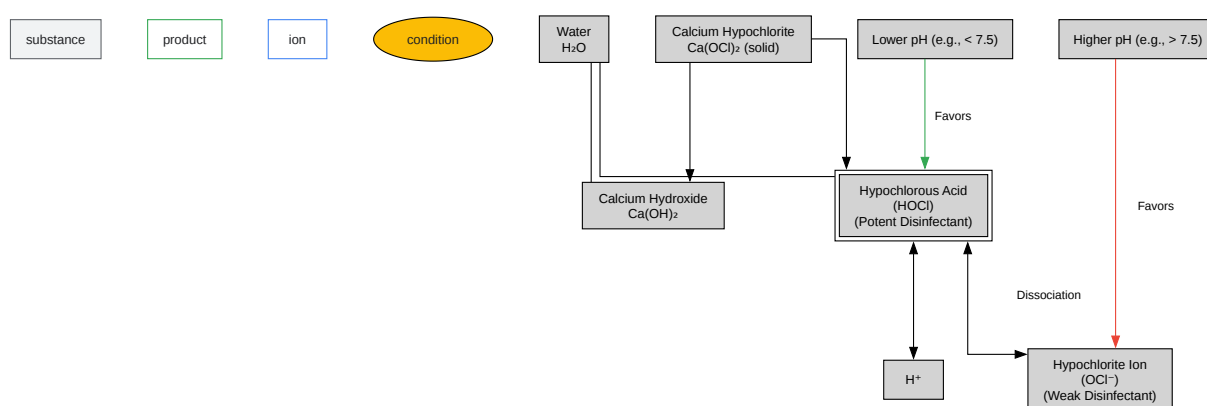 substance
product
ion
condition
Water
H₂O
Calcium Hypochlorite
Ca(OCl)₂ (solid)
Lower pH (e.g., < 7.5)
Higher pH (e.g., > 7.5)
Favors
Calcium Hydroxide
Ca(OH)₂
Hypochlorous Acid
(HOCl)
(Potent Disinfectant)
Favors
Dissociation
H⁺
Hypochlorite Ion
(OCl⁻)
(Weak Disinfectant)